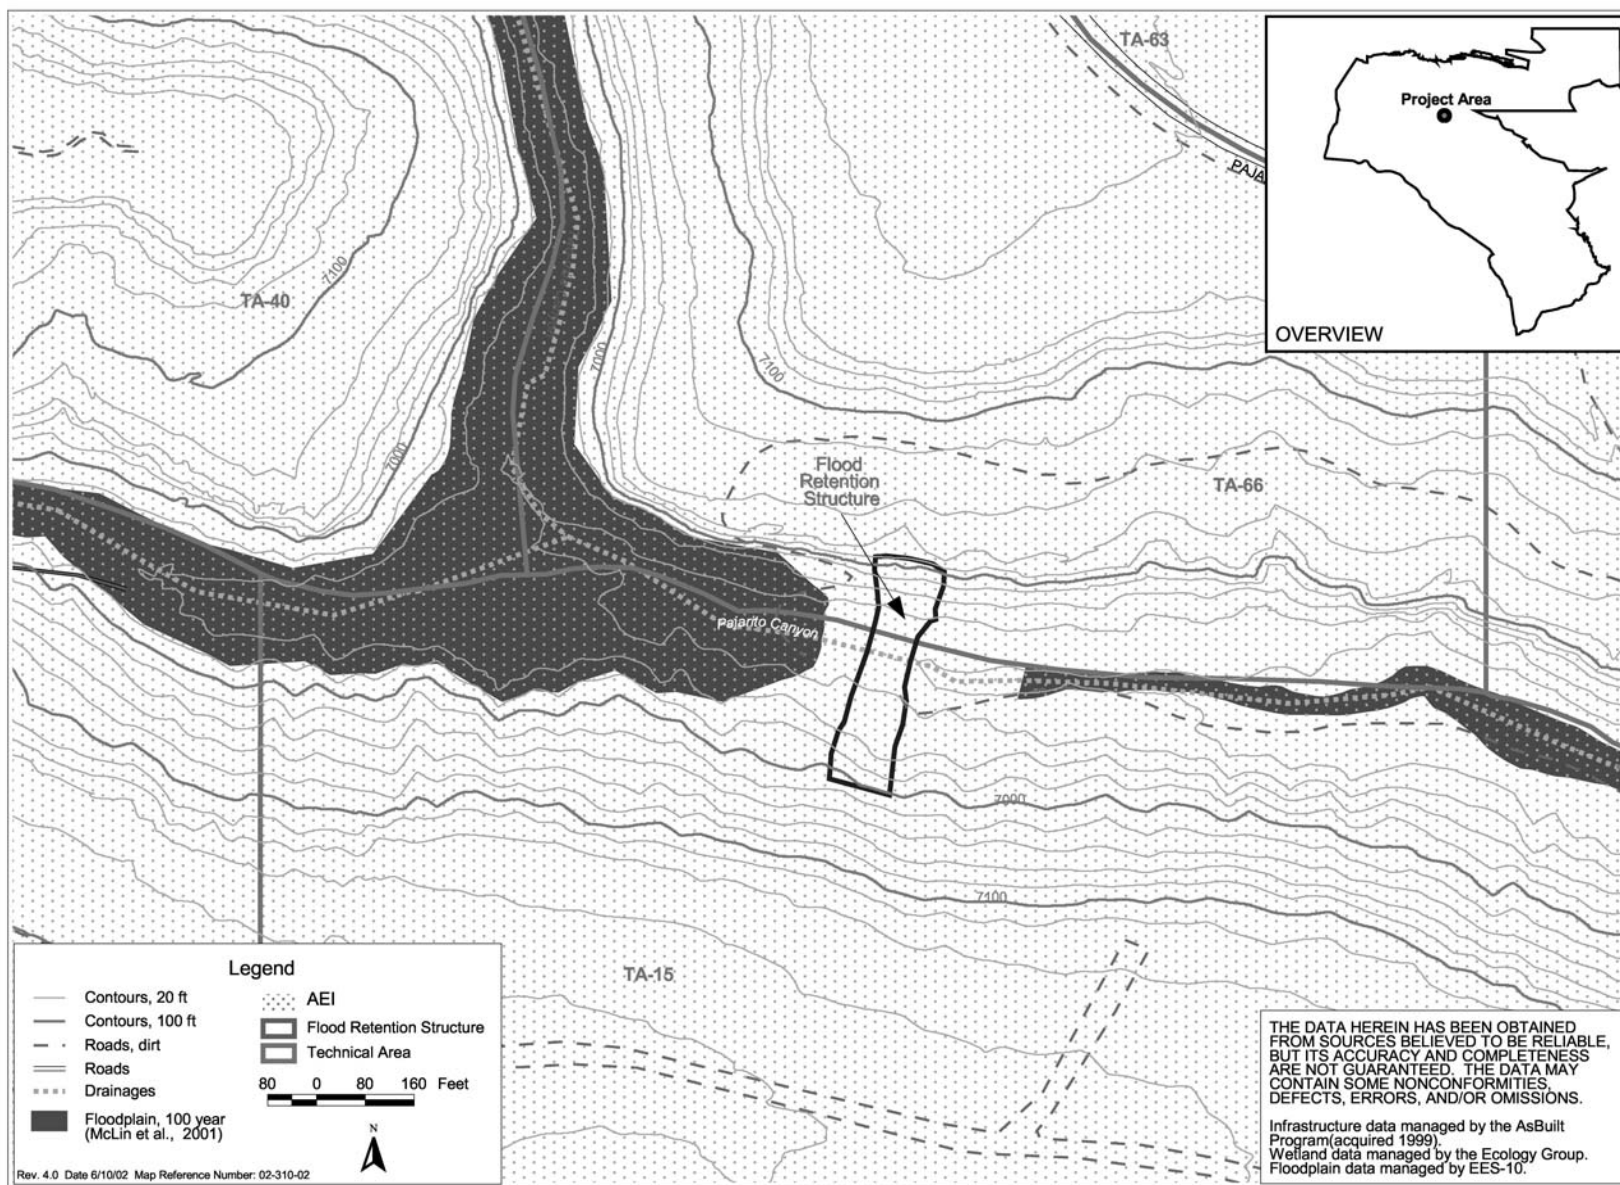 TA-63
PAJA
Project Area
OVERVIEW
7100
TA-40
7000
7100
7000
Flood
Retention
Structure
TA-66
Pajarito Canyon
7000
7100
TA-15
Legend
Contours, 20 ft
Contours, 100 ft
Roads, dirt
Roads
Drainages
Floodplain, 100 year
(McLin et al., 2001)
AEI
Flood Retention Structure
Technical Area
80 0 80 160 Feet
N
Rev. 4.0 Date 6/10/02 Map Reference Number: 02-310-02
THE DATA HEREIN HAS BEEN OBTAINED
FROM SOURCES BELIEVED TO BE RELIABLE,
BUT ITS ACCURACY AND COMPLETENESS
ARE NOT GUARANTEED. THE DATA MAY
CONTAIN SOME NONCONFORMITIES,
DEFECTS, ERRORS, AND/OR OMISSIONS.
Infrastructure data managed by the AsBuilt
Program(acquired 1999).
Wetland data managed by the Ecology Group.
Floodplain data managed by EES-10.